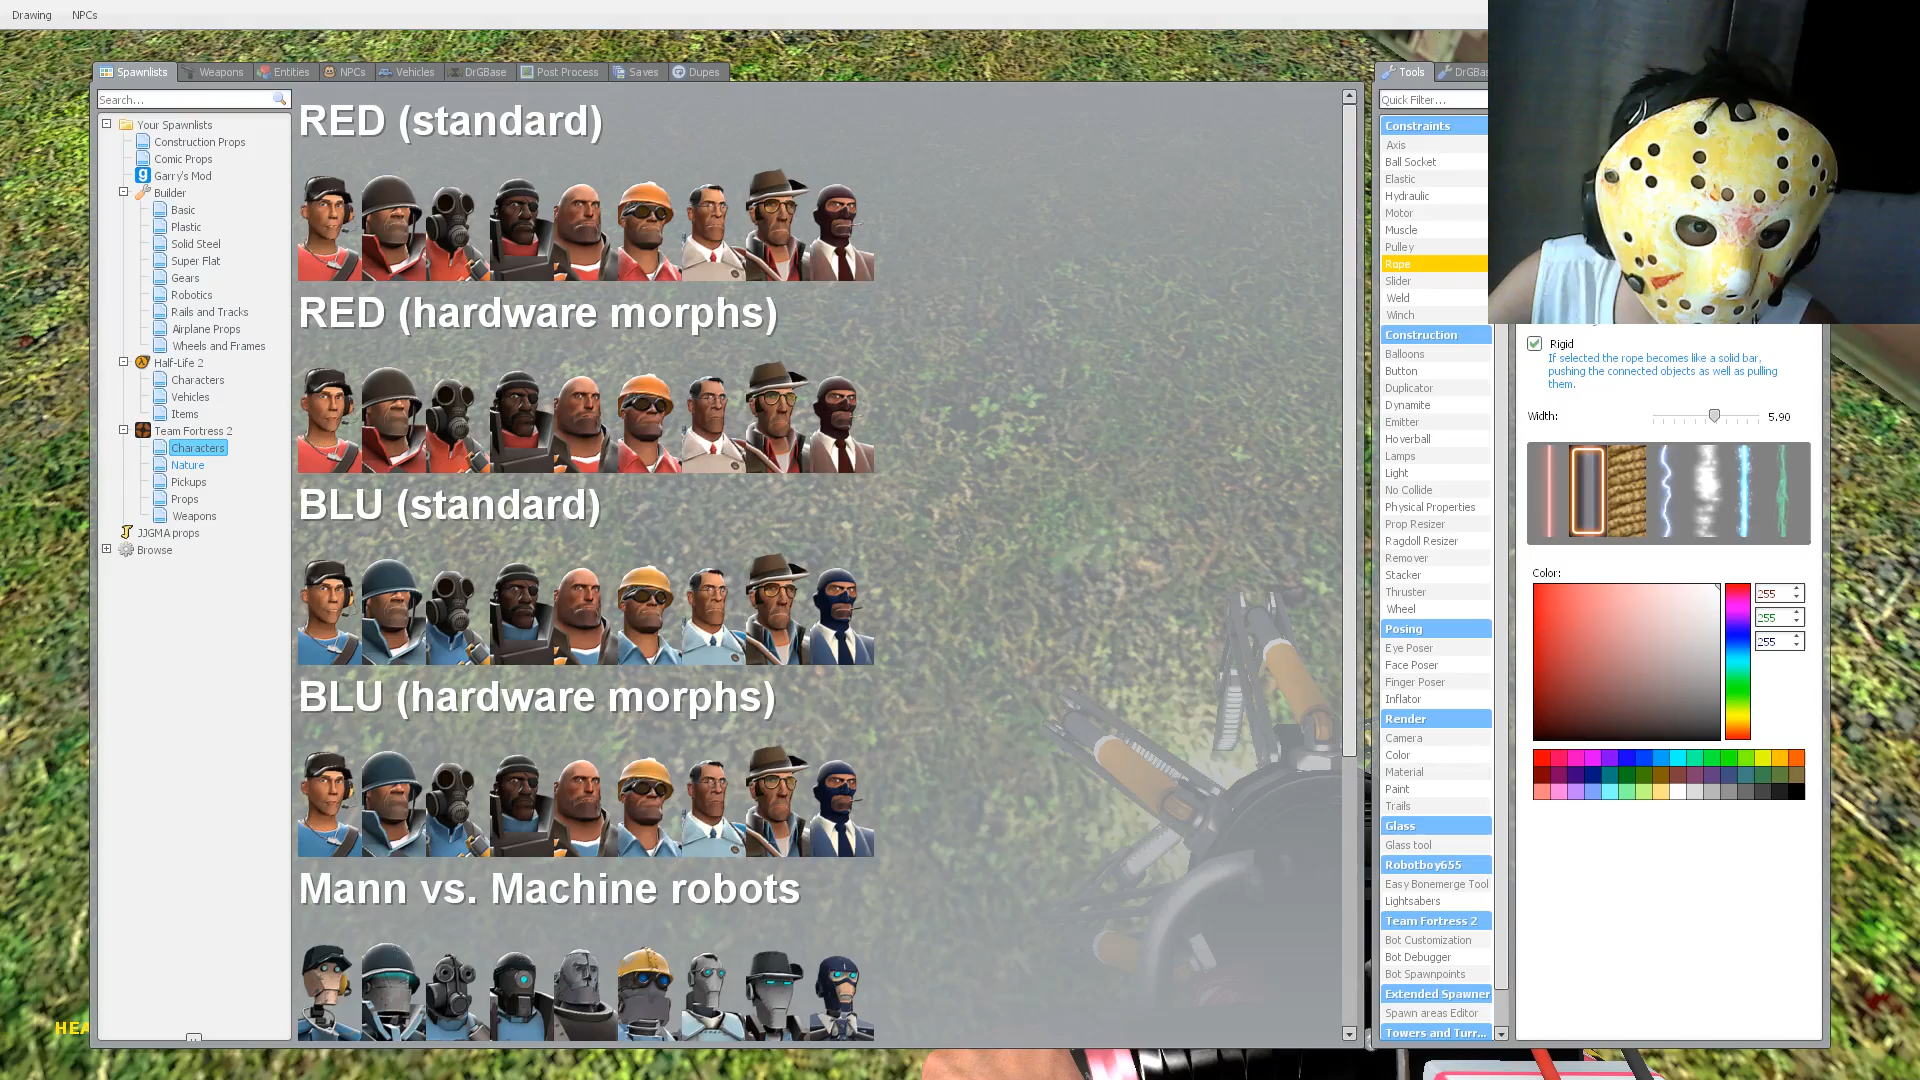 Drawing NPCs
Spawnlists Weapons Entities NPCs Vehicles DrGBase Post Process Saves Dupes
Search...
Your Spawnlists
Construction Props
Comic Props
Garry's Mod
Builder
Basic
Plastic
Solid Steel
Super Flat
Gears
Robotics
Rails and Tracks
Airplane Props
Wheels and Frames
Half-Life 2
Characters
Vehicles
Items
Team Fortress 2
Characters
Nature
Pickups
Props
Weapons
JJGMA props
Browse
RED (standard)
RED (hardware morphs)
BLU (standard)
BLU (hardware morphs)
Mann vs. Machine robots
Tools DrGBas
Quick Filter...
Constraints
Axis
Ball Socket
Elastic
Hydraulic
Motor
Muscle
Pulley
Rope
Slider
Weld
Winch
Construction
Balloons
Button
Duplicator
Dynamite
Emitter
Hoverball
Lamps
Light
No Collide
Physical Properties
Prop Resizer
Ragdoll Resizer
Remover
Stacker
Thruster
Wheel
Posing
Eye Poser
Face Poser
Finger Poser
Inflator
Render
Camera
Color
Material
Paint
Trails
Glass
Glass tool
Robotboy655
Easy Bonemerge Tool
Lightsabers
Team Fortress 2
Bot Customization
Bot Debugger
Bot Spawnpoints
Extended Spawner
Spawn areas Editor
Towers and Turr...
Rigid
If selected the rope becomes like a solid bar,
pushing the connected objects as well as pulling
them.
Width: 5.90
Color:
255
255
255
HEA